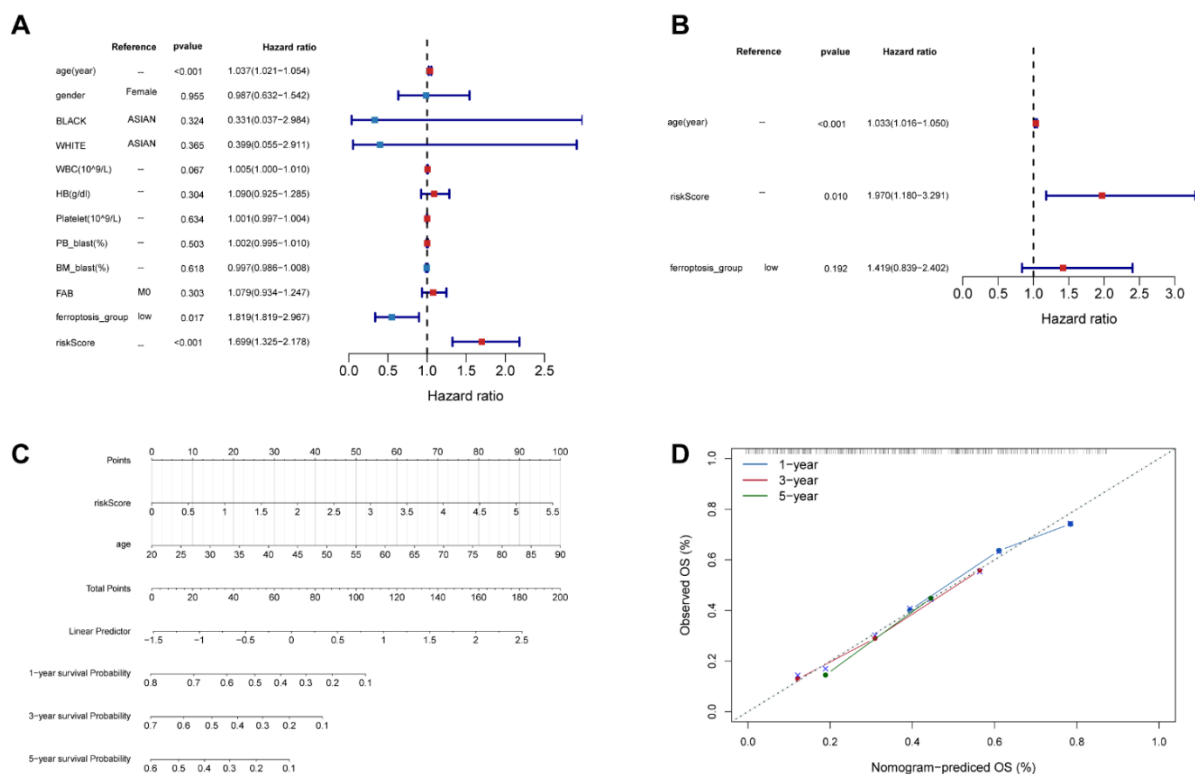 A
Reference pvalue Hazard ratio
age(year) -- <0.001 1.037(1.021−1.054)
gender Female 0.955 0.987(0.632−1.542)
BLACK ASIAN 0.324 0.331(0.037−2.984)
WHITE ASIAN 0.365 0.399(0.055−2.911)
WBC(10^9/L) -- 0.067 1.005(1.000−1.010)
HB(g/dl) -- 0.304 1.090(0.925−1.285)
Platelet(10^9/L) -- 0.634 1.001(0.997−1.004)
PB_blast(%) -- 0.503 1.002(0.995−1.010)
BM_blast(%) -- 0.618 0.997(0.986−1.008)
FAB M0 0.303 1.079(0.934−1.247)
ferroptosis_group low 0.017 1.819(1.819−2.967)
riskScore -- <0.001 1.699(1.325−2.178)
0.0 0.5 1.0 1.5 2.0 2.5
Hazard ratio
B
Reference pvalue Hazard ratio
age(year) -- <0.001 1.033(1.016−1.050)
riskScore -- 0.010 1.970(1.180−3.291)
ferroptosis_group low 0.192 1.419(0.839−2.402)
0.0 0.5 1.0 1.5 2.0 2.5 3.0
Hazard ratio
C
Points 0 10 20 30 40 50 60 70 80 90 100
riskScore 0 0.5 1 1.5 2 2.5 3 3.5 4 4.5 5 5.5
age 20 25 30 35 40 45 50 55 60 65 70 75 80 85 90
Total Points 0 20 40 60 80 100 120 140 160 180 200
Linear Predictor −1.5 −1 −0.5 0 0.5 1 1.5 2 2.5
1−year survival Probability 0.8 0.7 0.6 0.5 0.4 0.3 0.2 0.1
3−year survival Probability 0.7 0.6 0.5 0.4 0.3 0.2 0.1
5−year survival Probability 0.6 0.5 0.4 0.3 0.2 0.1
D
1−year
3−year
5−year
Observed OS (%)
1.0
0.8
0.6
0.4
0.2
0.0
0.0 0.2 0.4 0.6 0.8 1.0
Nomogram−prediced OS (%)